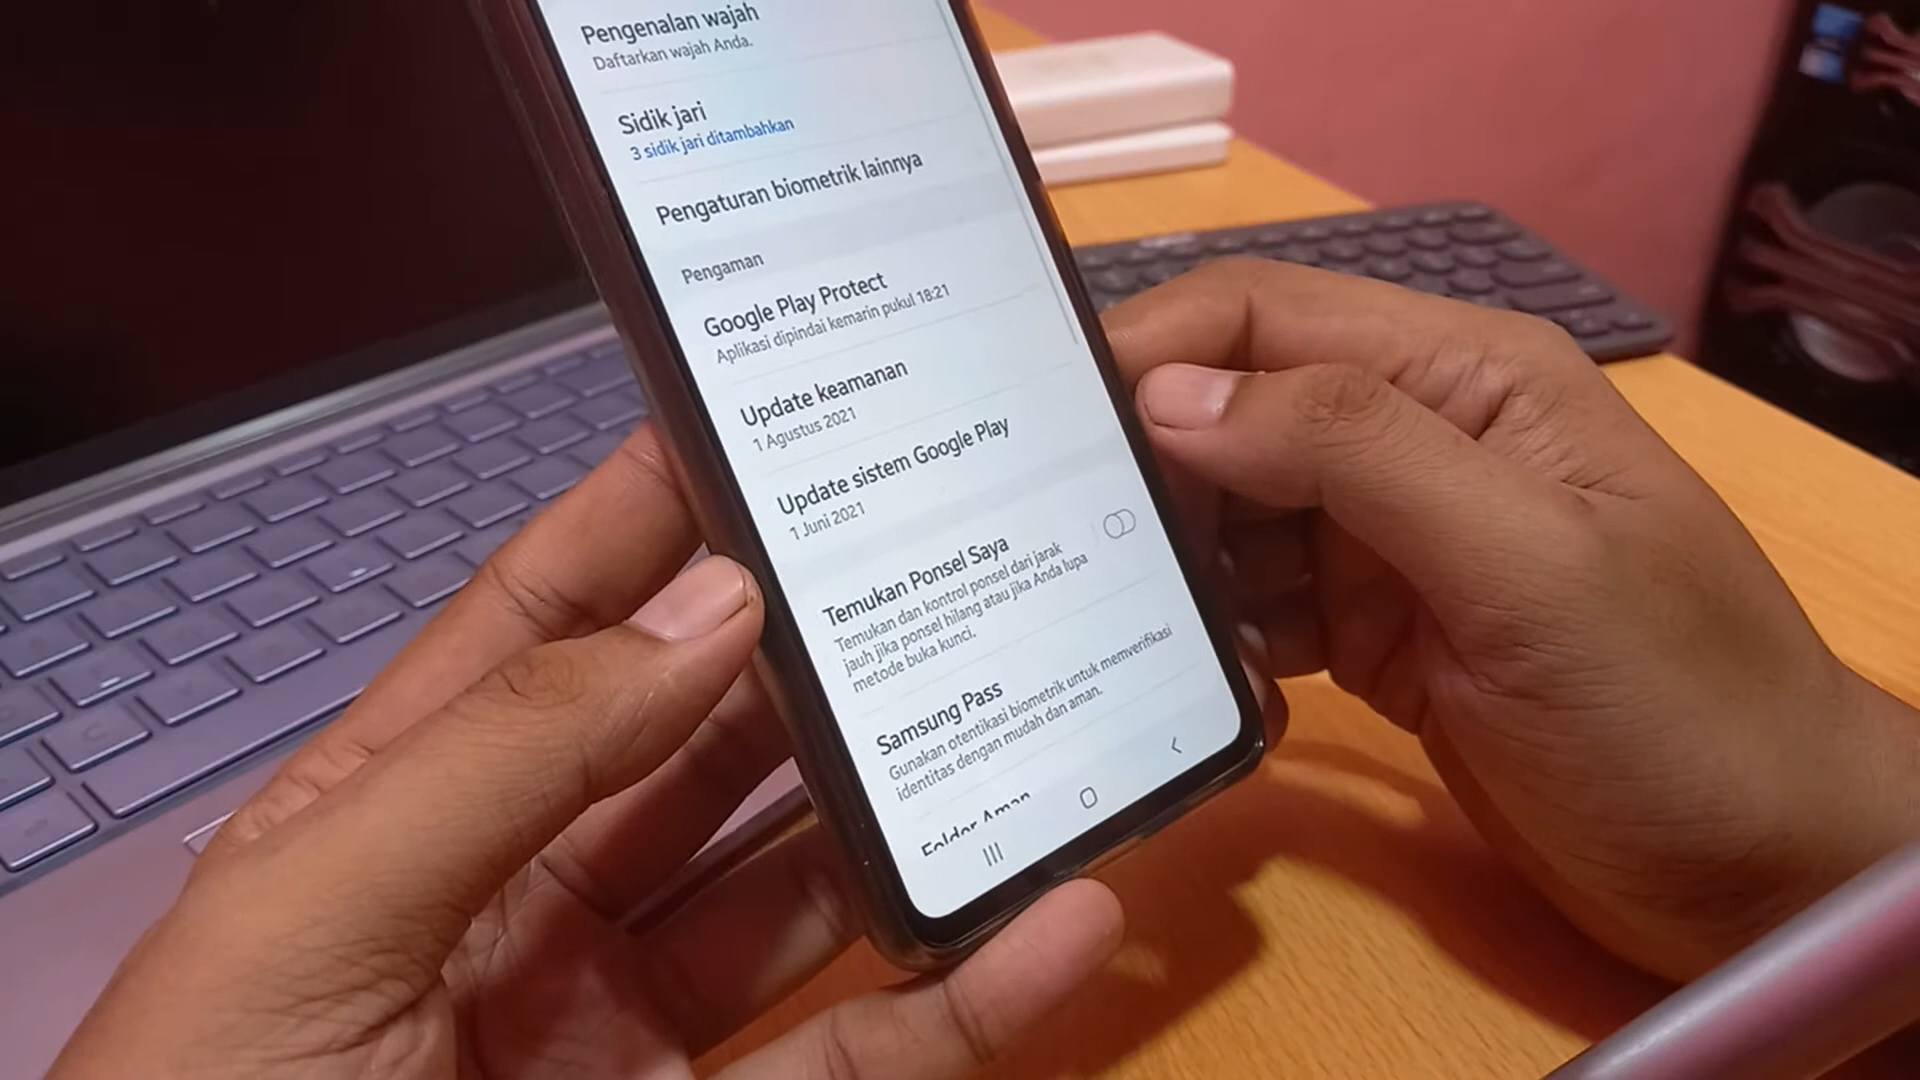 Pengenalan wajah
Daftarkan wajah Anda.
Sidik jari
3 sidik jari ditambahkan
Pengaturan biometrik lainnya
Pengaman
Google Play Protect
Aplikasi dipindai kemarin pukul 18:21
Update keamanan
1 Agustus 2021
Update sistem Google Play
1 Juni 2021
Temukan Ponsel Saya
Temukan dan kontrol ponsel dari jarak
jauh jika ponsel hilang atau jika Anda lupa
metode buka kunci.
Samsung Pass
Gunakan otentikasi biometrik untuk memverifikasi
identitas dengan mudah dan aman.
Folder Aman